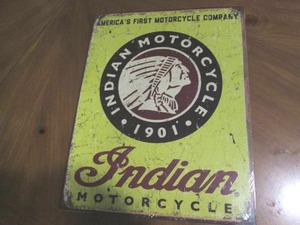 AMERICA'S FIRST MOTORCYCLE COMPANY
INDIAN MOTORCYCLE
1901
Indian
MOTORCYCLE